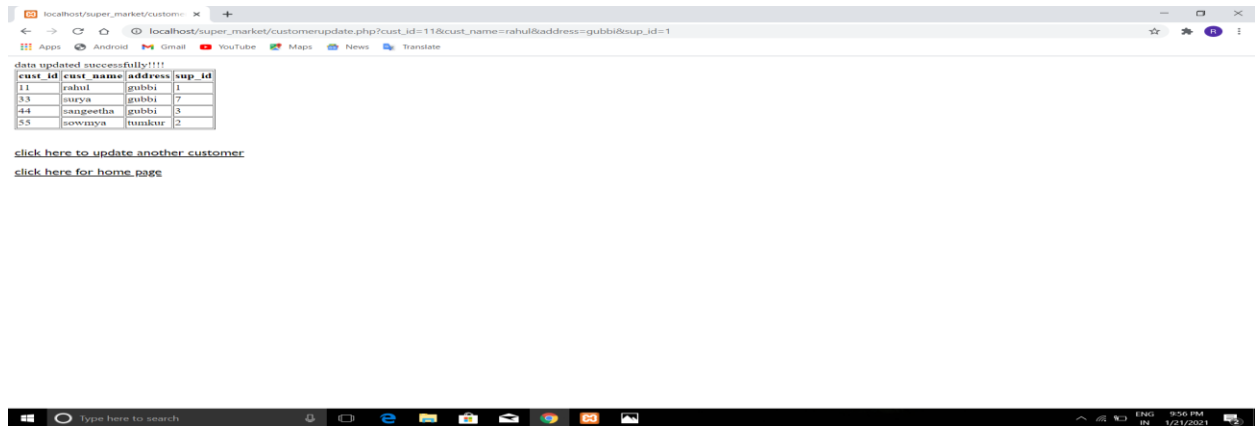 localhost/super_market/custome
localhost/super_market/customerupdate.php?cust_id=11&cust_name=rahul&address=gubbi&sup_id=1
R
Apps Android Gmail YouTube Maps News Translate
data updated successfully!!!!
cust_id cust_name address sup_id
11 rahul gubbi 1
33 surya gubbi 7
44 sangeetha gubbi 3
55 sowmya tumkur 2
click here to update another customer
click here for home page
Type here to search
ENG 9:56 PM
IN 1/21/2021
2